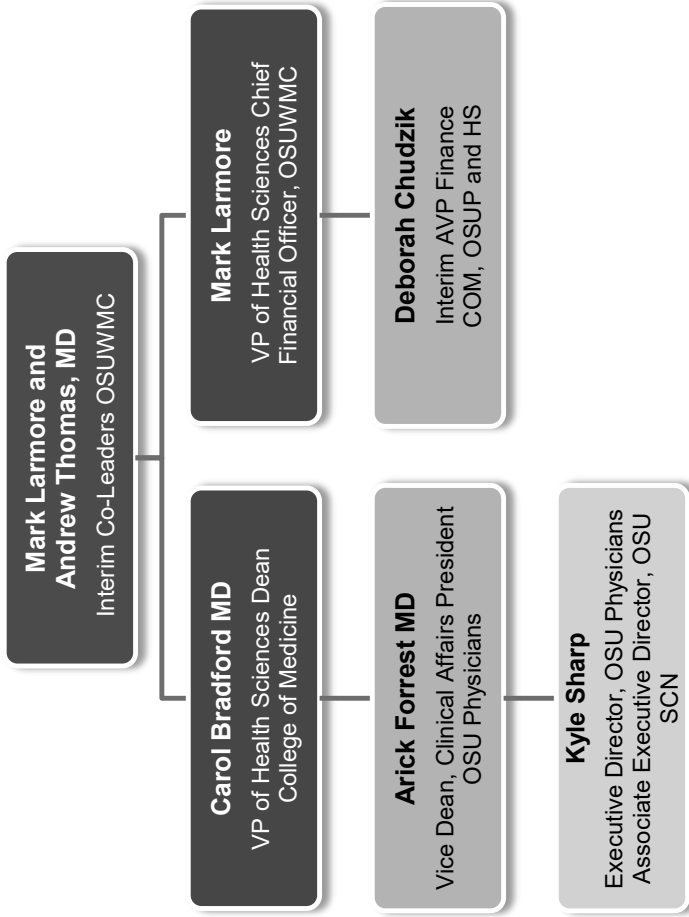 Mark Larmore and
Andrew Thomas, MD
Interim Co-Leaders OSUWMC
Carol Bradford MD
VP of Health Sciences Dean
College of Medicine
Mark Larmore
VP of Health Sciences Chief
Financial Officer, OSUWMC
Arick Forrest MD
Vice Dean, Clinical Affairs President
OSU Physicians
Deborah Chudzik
Interim AVP Finance
COM, OSUP and HS
Kyle Sharp
Executive Director, OSU Physicians
Associate Executive Director, OSU
SCN